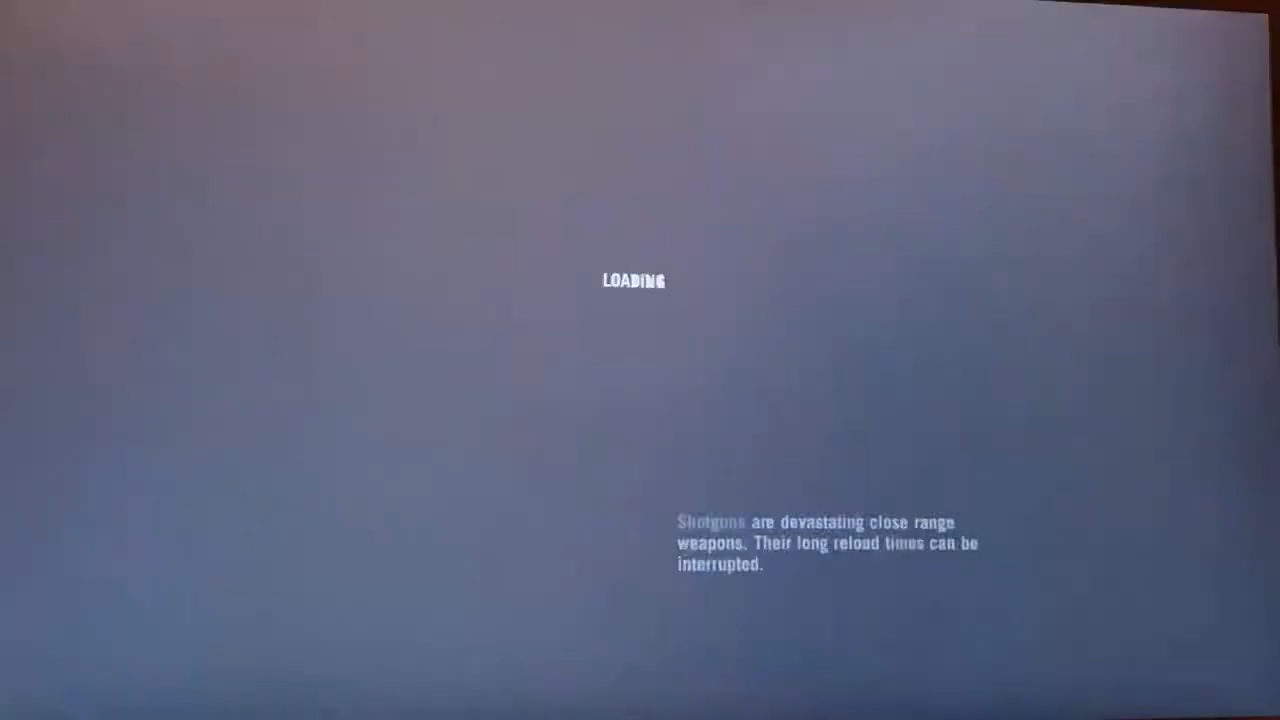 LOADING
Shotguns are devastating close range
weapons. Their long reload times can be
interrupted.